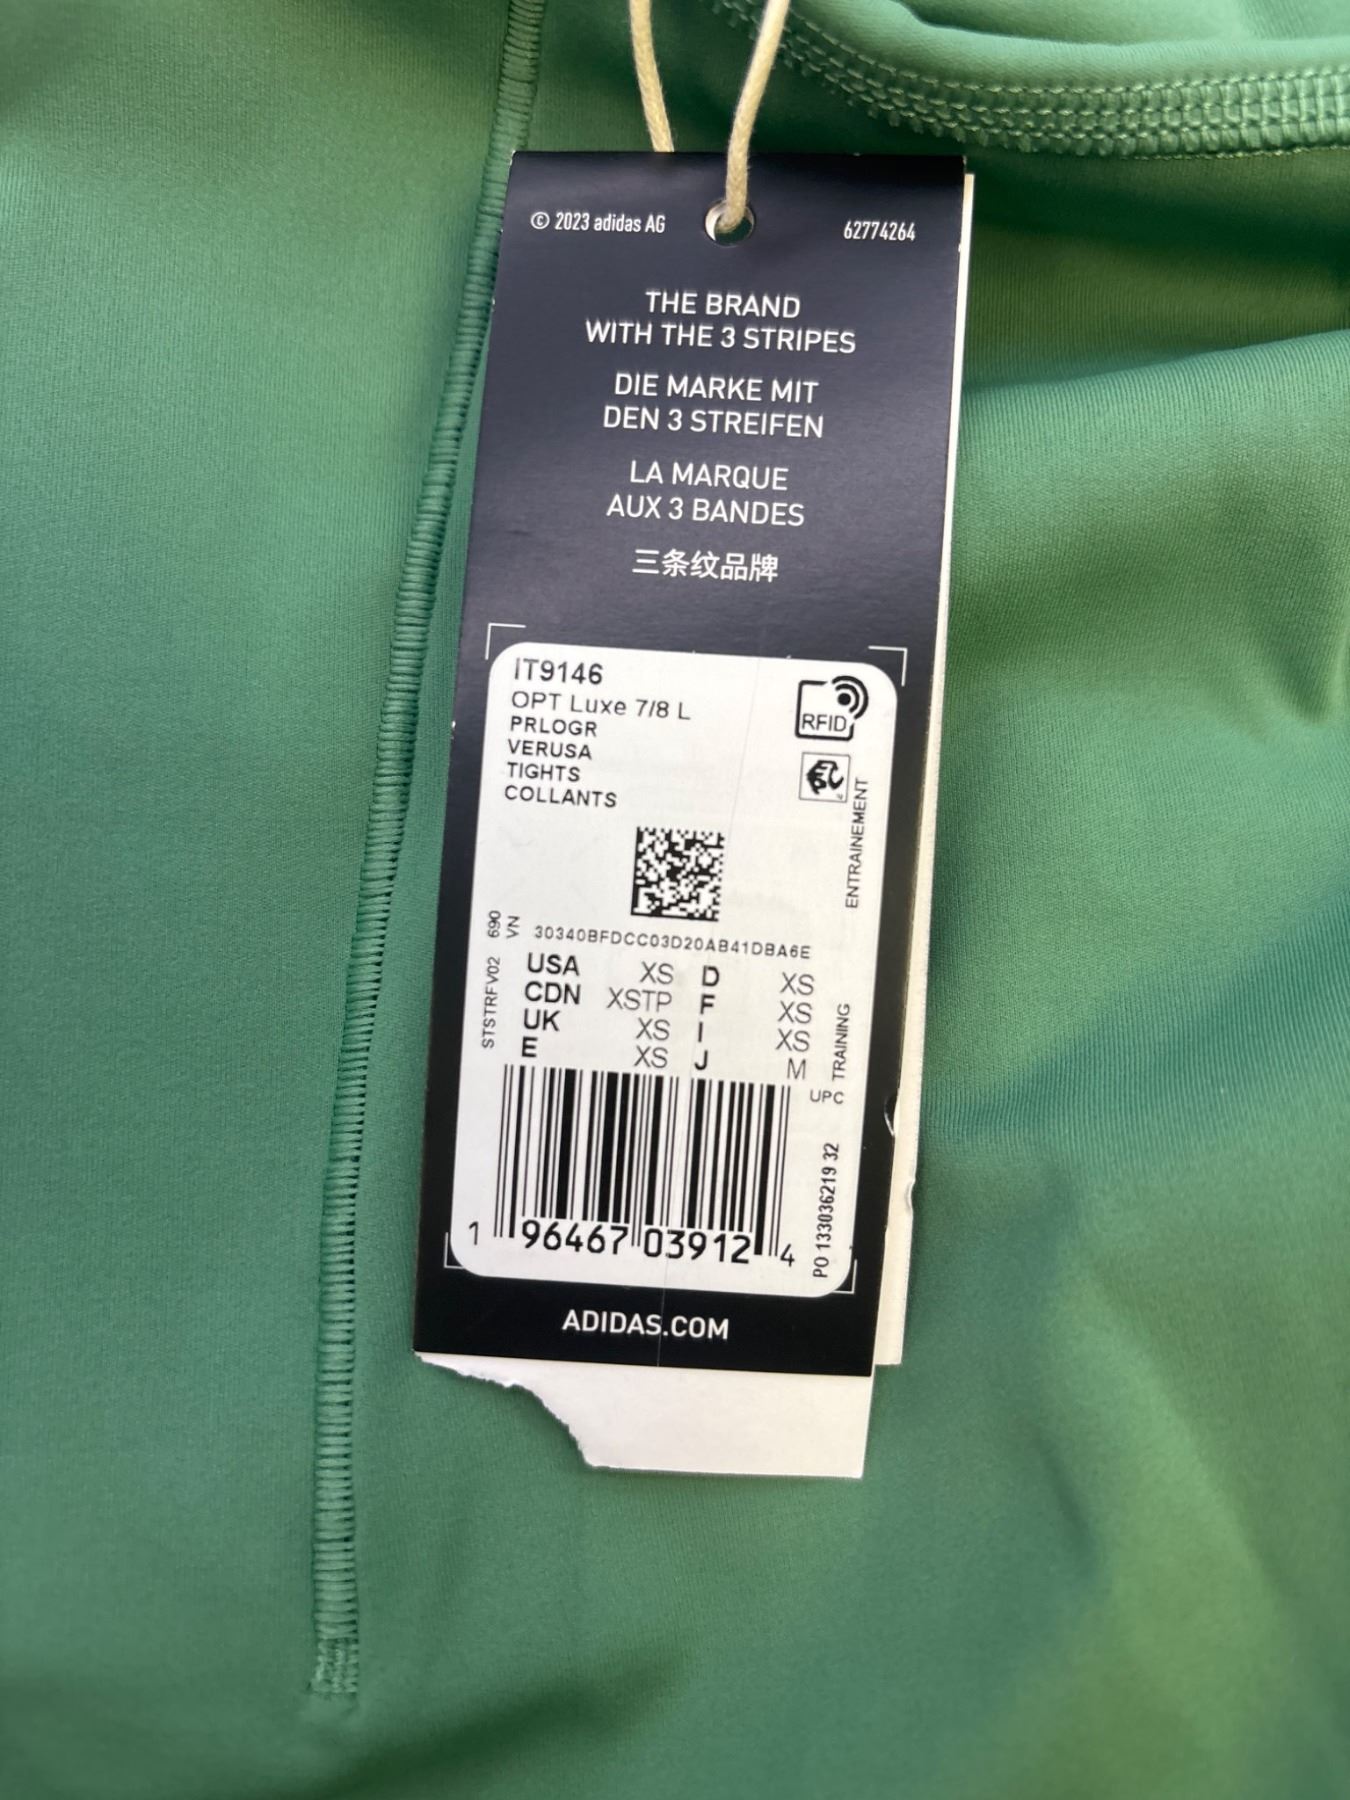 © 2023 adidas AG
62774264
THE BRAND
WITH THE 3 STRIPES
DIE MARKE MIT
DEN 3 STREIFEN
LA MARQUE
AUX 3 BANDES
三条纹品牌
IT9146
OPT Luxe 7/8 L
PRLOGR
VERUSA
TIGHTS
COLLANTS
RFID
ENTRAINEMENT
690
VN
30340BFDCC03D20AB41DBA6E
STSTRFV02
USA XS D XS
CDN XSTP F XS
UK XS I XS
E XS J M
TRAINING
UPC
PO 133036219 32
1 96467 03912 4
ADIDAS.COM